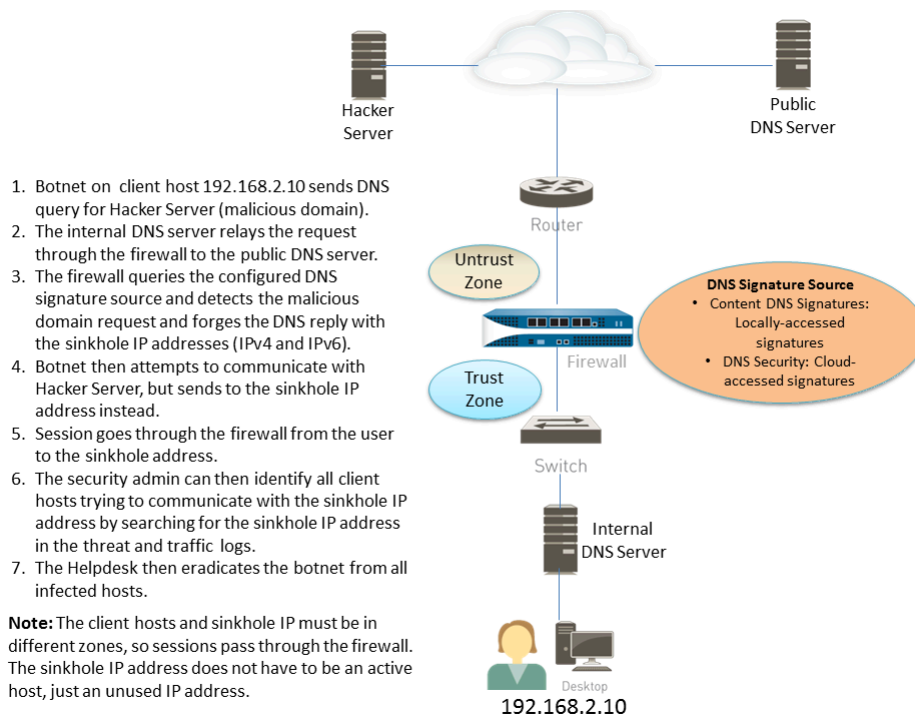 Hacker
Server
Public
DNS Server
Router
Untrust
Zone
Firewall
DNS Signature Source
• Content DNS Signatures:
Locally-accessed
signatures
• DNS Security: Cloud-
accessed signatures
Trust
Zone
Switch
Internal
DNS Server
Desktop
192.168.2.10
1. Botnet on client host 192.168.2.10 sends DNS
query for Hacker Server (malicious domain).
2. The internal DNS server relays the request
through the firewall to the public DNS server.
3. The firewall queries the configured DNS
signature source and detects the malicious
domain request and forges the DNS reply with
the sinkhole IP addresses (IPv4 and IPv6).
4. Botnet then attempts to communicate with
Hacker Server, but sends to the sinkhole IP
address instead.
5. Session goes through the firewall from the user
to the sinkhole address.
6. The security admin can then identify all client
hosts trying to communicate with the sinkhole IP
address by searching for the sinkhole IP address
in the threat and traffic logs.
7. The Helpdesk then eradicates the botnet from all
infected hosts.
Note: The client hosts and sinkhole IP must be in
different zones, so sessions pass through the firewall.
The sinkhole IP address does not have to be an active
host, just an unused IP address.